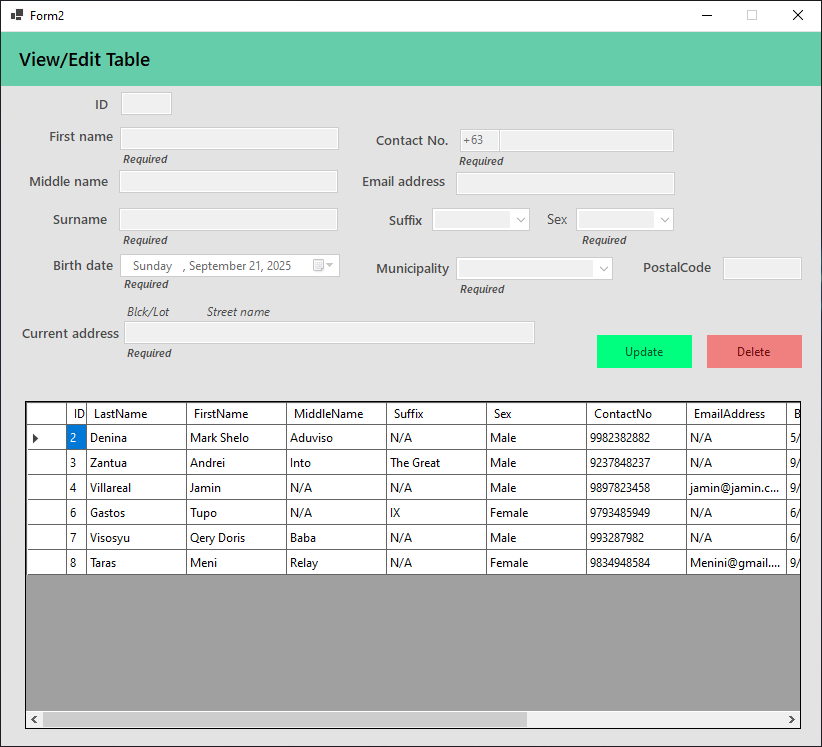 Form2
View/Edit Table
ID
First name
Required
Contact No. +63
Required
Middle name
Email address
Surname
Required
Suffix
Sex
Required
Birth date Sunday , September 21, 2025
Required
Municipality
Required
PostalCode
Blck/Lot Street name
Current address
Required
Update
Delete
ID LastName FirstName MiddleName Suffix Sex ContactNo EmailAddress B
2 Denina Mark Shelo Aduviso N/A Male 9982382882 N/A 5/
3 Zantua Andrei Into The Great Male 9237848237 N/A 9/
4 Villareal Jamin N/A N/A Male 9897823458 jamin@jamin.c... 9/
6 Gastos Tupo N/A IX Female 9793485949 N/A 6/
7 Visosyu Qery Doris Baba N/A Male 993287982 N/A 6/
8 Taras Meni Relay N/A Female 9834948584 Menini@gmail.... 9/